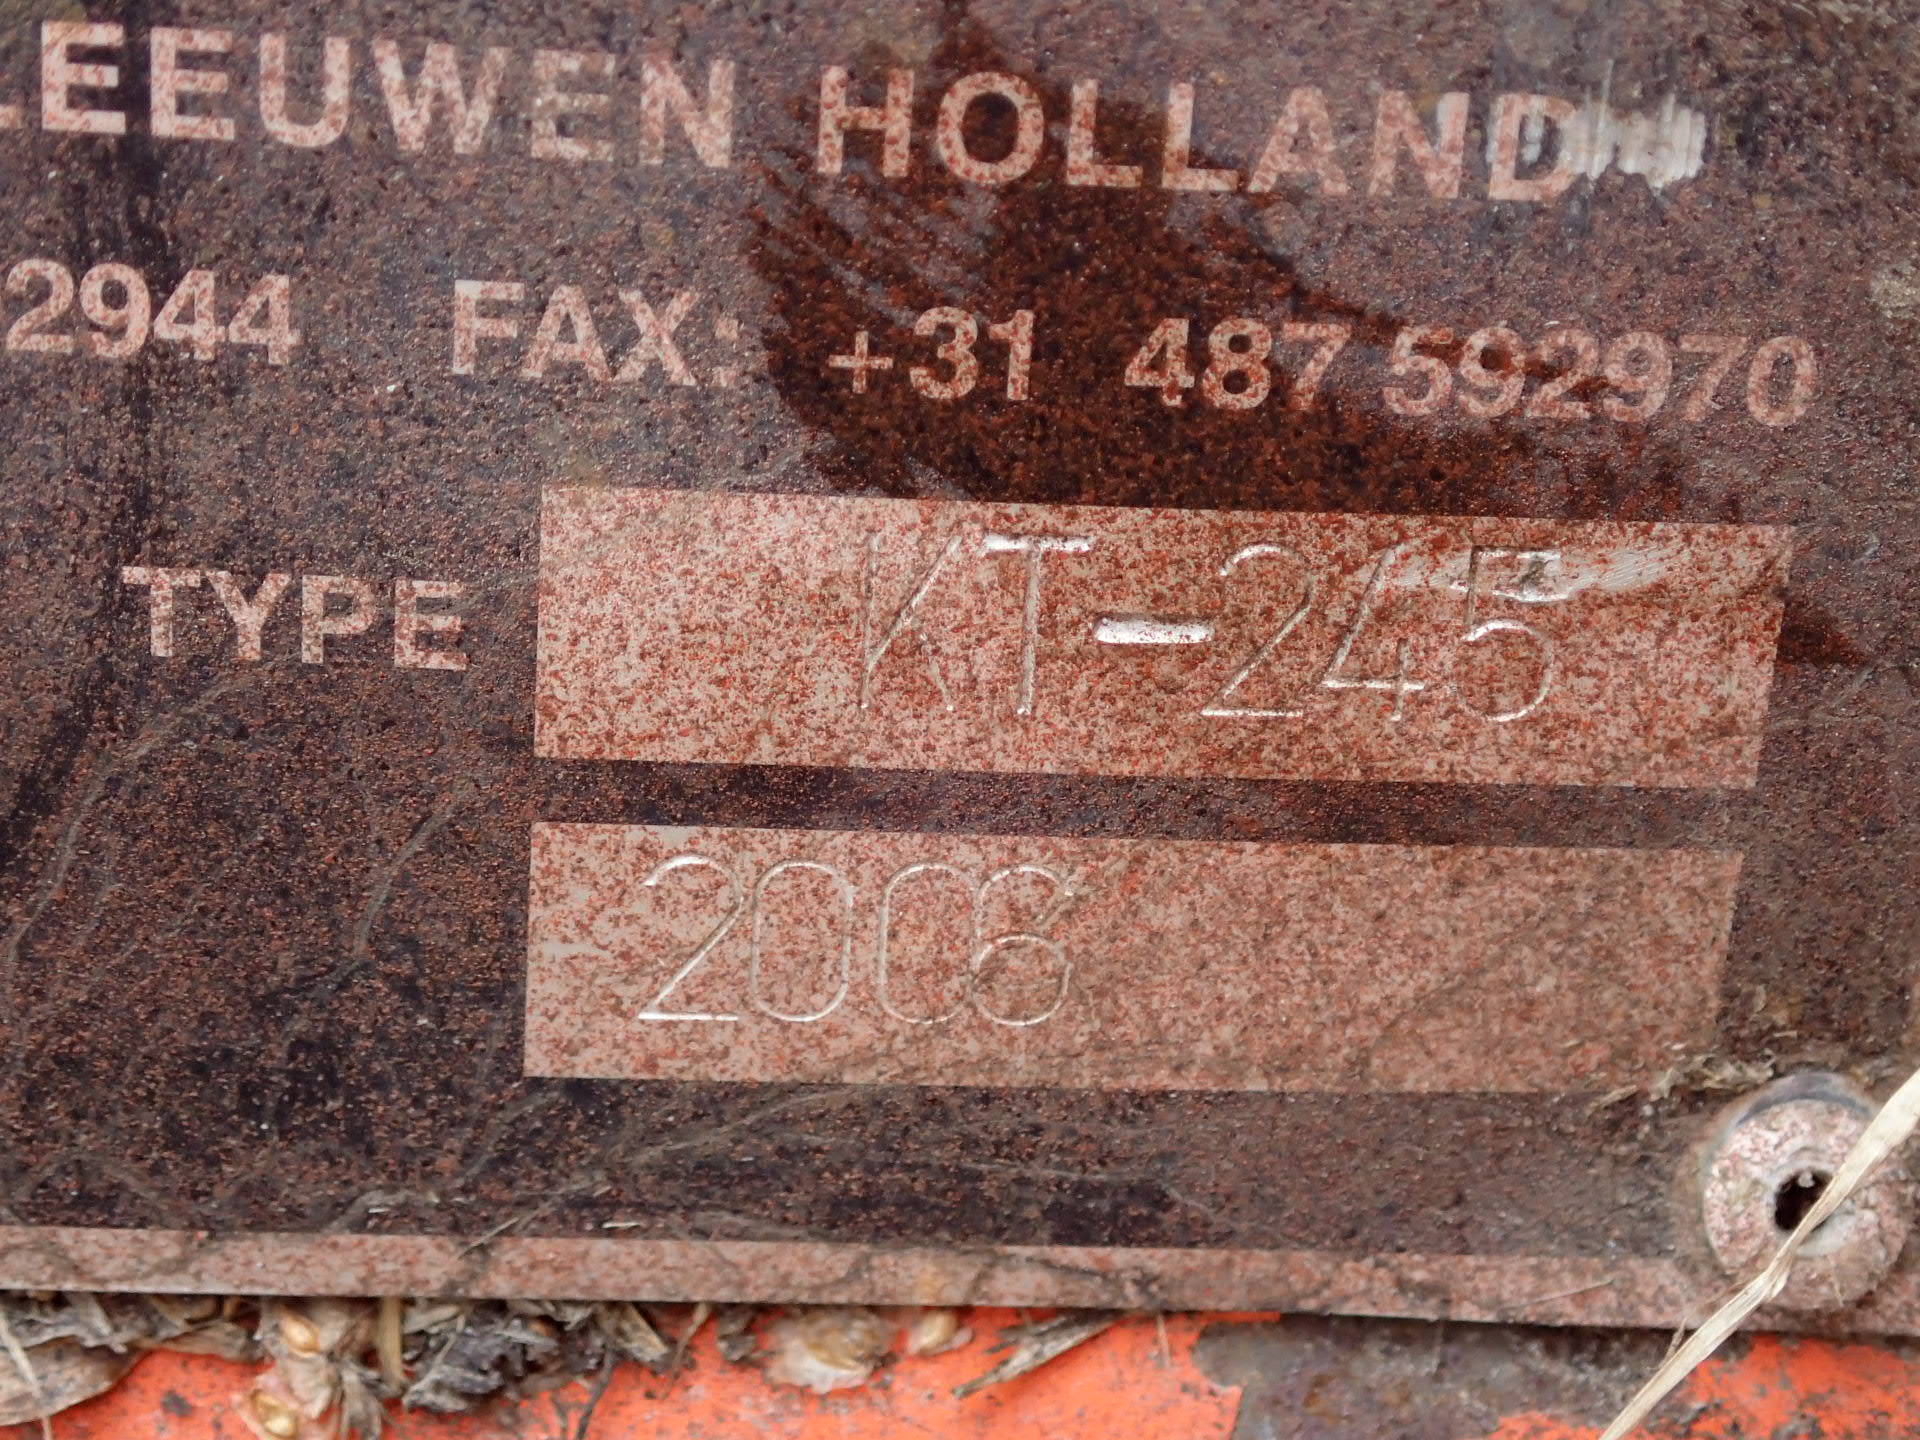 LEEUWEN HOLLAND
2944 FAX: +31 487 592970
TYPE KT-245
2006